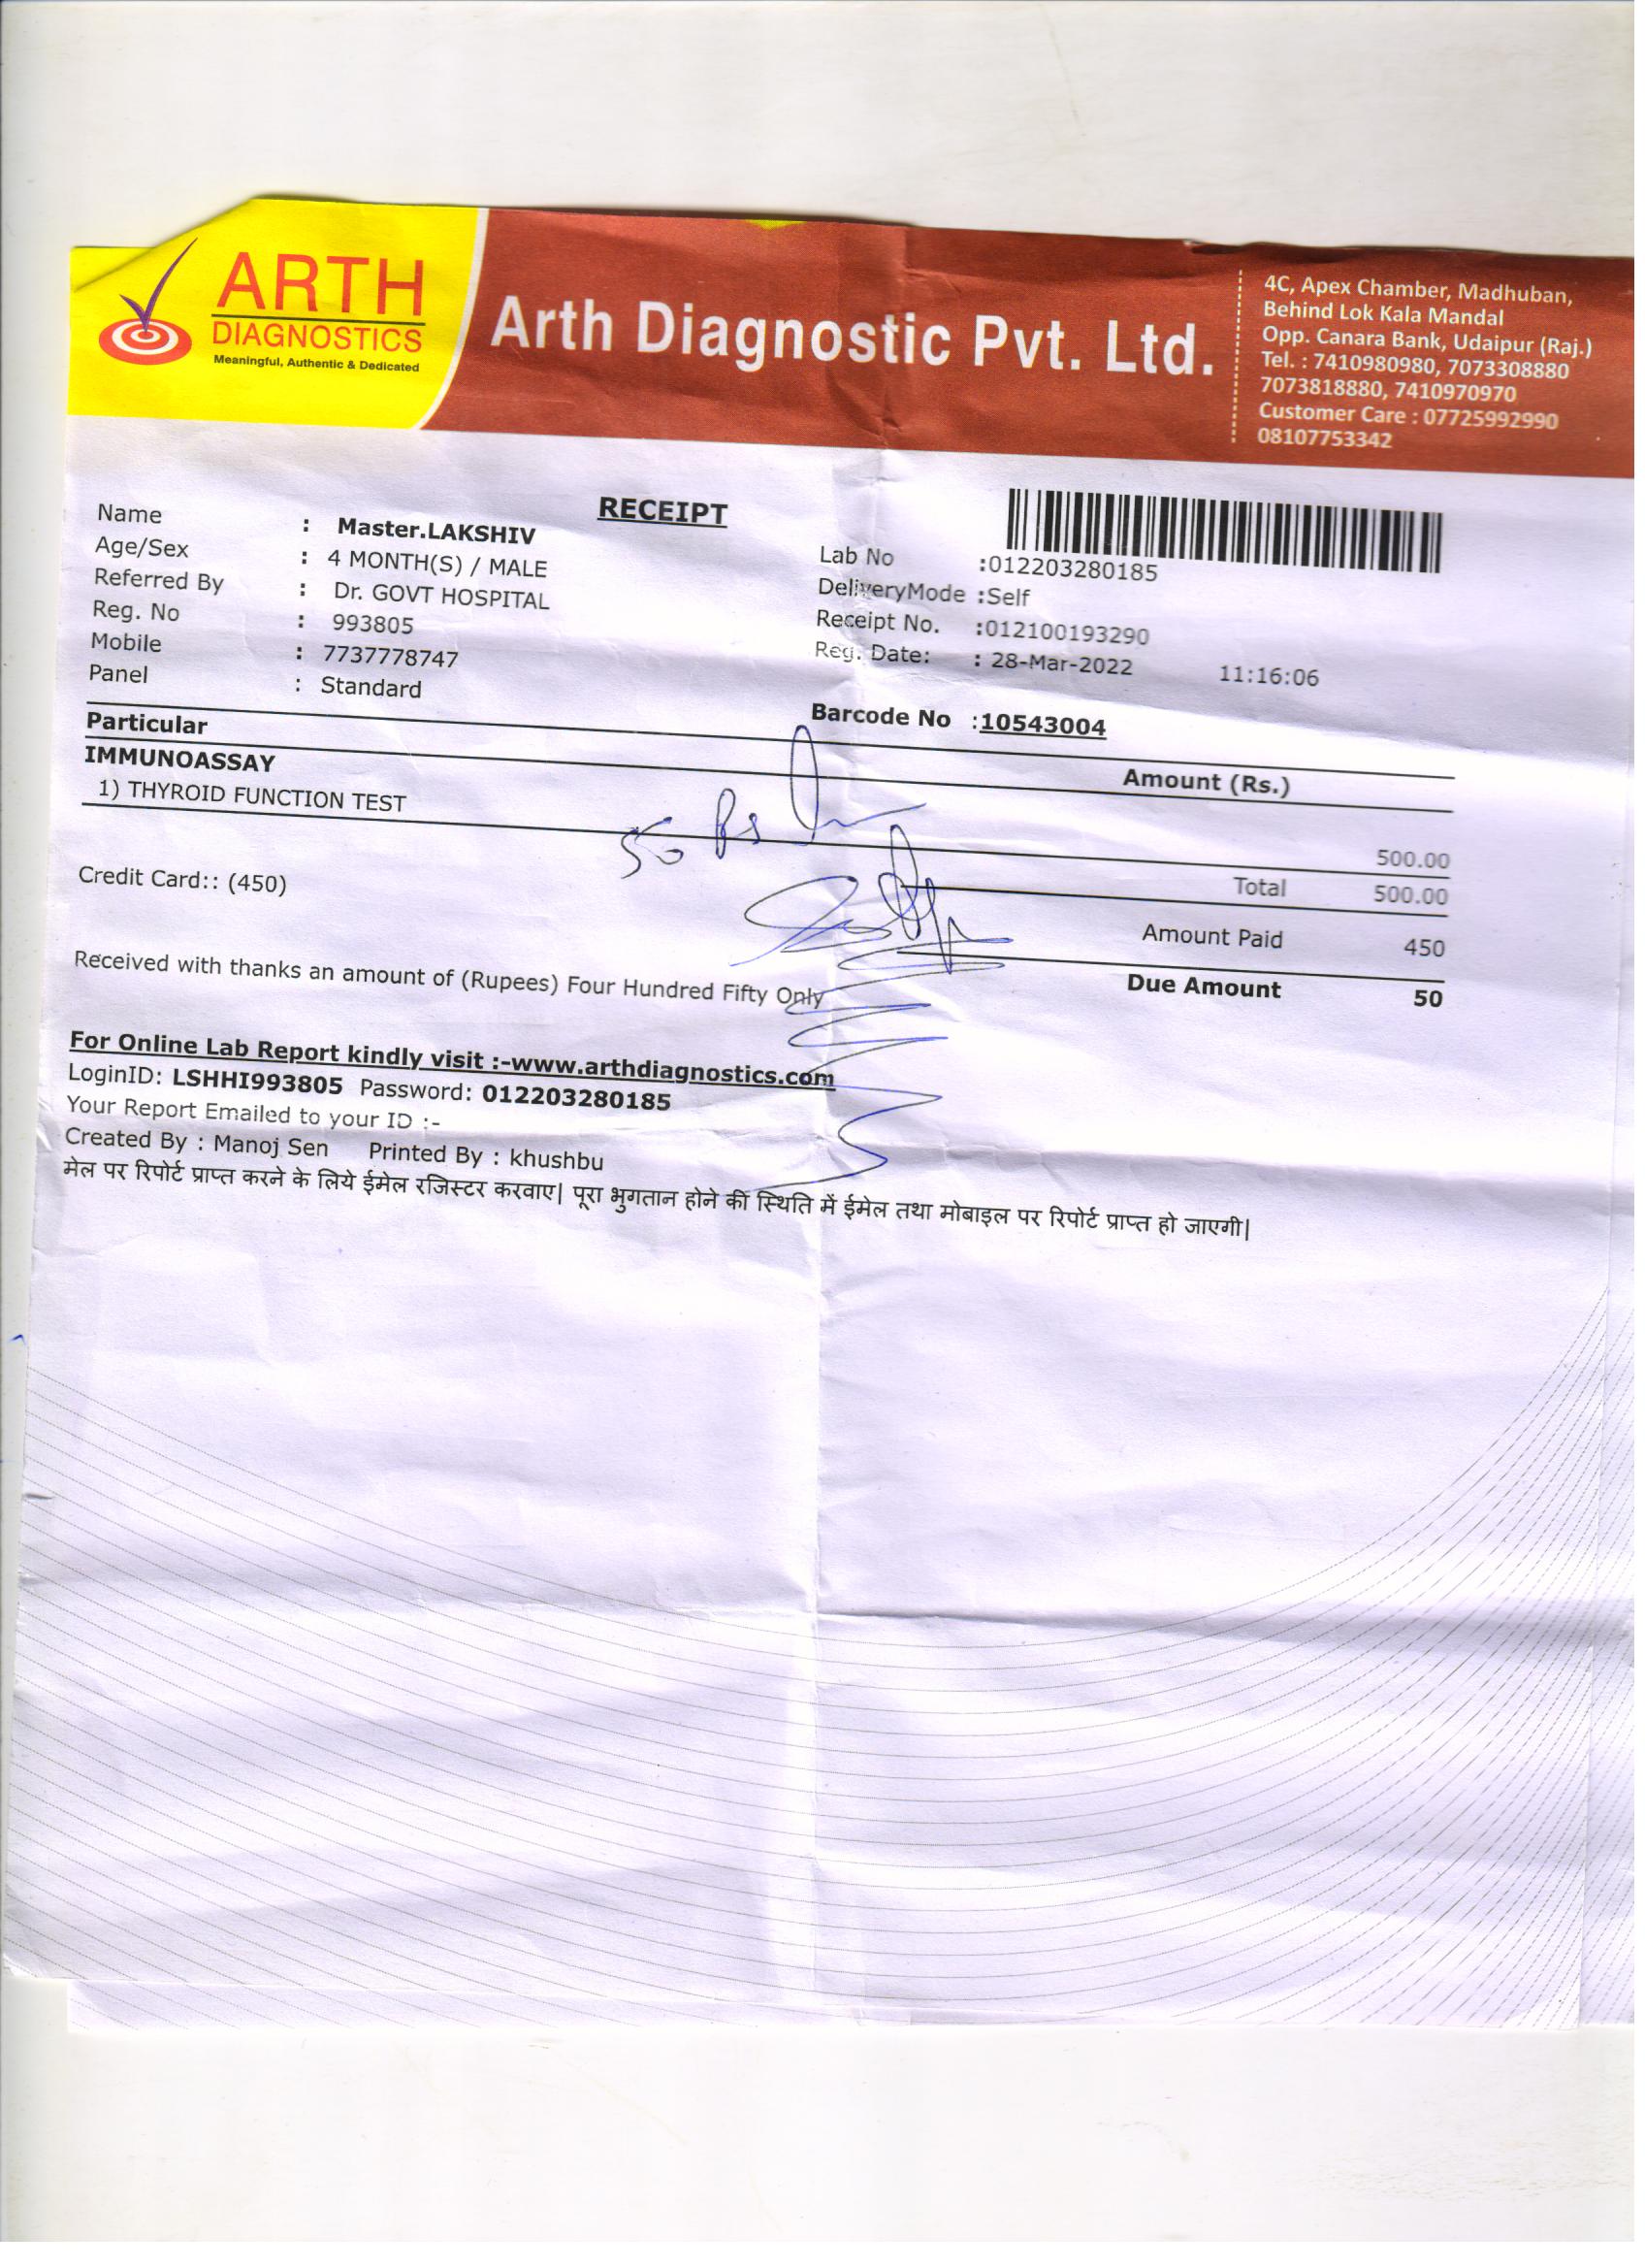 ARTH
DIAGNOSTICS
Meaningful, Authentic & Dedicated
Arth Diagnostic Pvt. Ltd.
4C, Apex Chamber, Madhuban,
Behind Lok Kala Mandal
Opp. Canara Bank, Udaipur (Raj.)
Tel. : 7410980980, 7073308880
7073818880, 7410970970
Customer Care : 07725992990
08107753342
RECEIPT
Name : Master.LAKSHIV
Age/Sex : 4 MONTH(S) / MALE
Referred By : Dr. GOVT HOSPITAL
Reg. No : 993805
Mobile : 7737778747
Panel : Standard
Lab No :012203280185
DeliveryMode :Self
Receipt No. :012100193290
Reg. Date: : 28-Mar-2022 11:16:06
Barcode No :10543004
Particular Amount (Rs.)
IMMUNOASSAY
1) THYROID FUNCTION TEST 500.00
50 Rs
Total 500.00
Credit Card:: (450)
Amount Paid 450
Due Amount 50
Received with thanks an amount of (Rupees) Four Hundred Fifty Only
For Online Lab Report kindly visit :-www.arthdiagnostics.com
LoginID: LSHHI993805 Password: 012203280185
Your Report Emailed to your ID :-
Created By : Manoj Sen Printed By : khushbu
मेल पर रिपोर्ट प्राप्त करने के लिये ईमेल रजिस्टर करवाए| पूरा भुगतान होने की स्थिति में ईमेल तथा मोबाइल पर रिपोर्ट प्राप्त हो जाएगी|